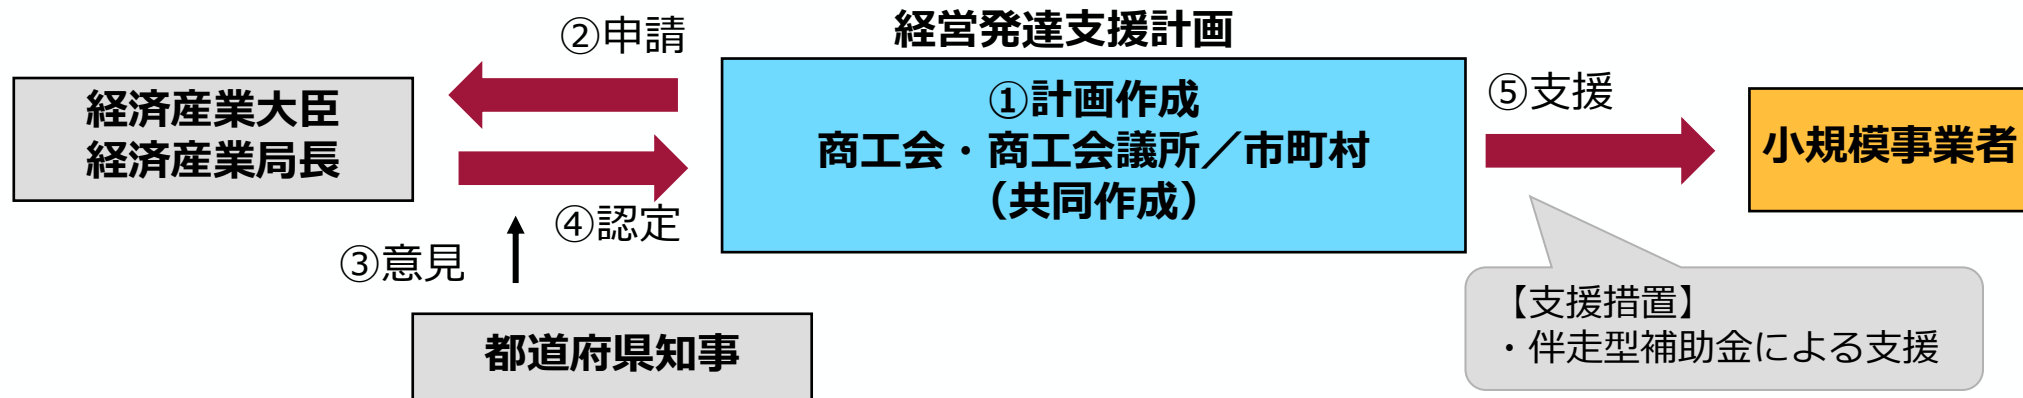 経営発達支援計画
②申請
経済産業大臣
経済産業局長
①計画作成
商工会・商工会議所／市町村
（共同作成）
⑤支援
小規模事業者
④認定
③意見
都道府県知事
【支援措置】
・伴走型補助金による支援